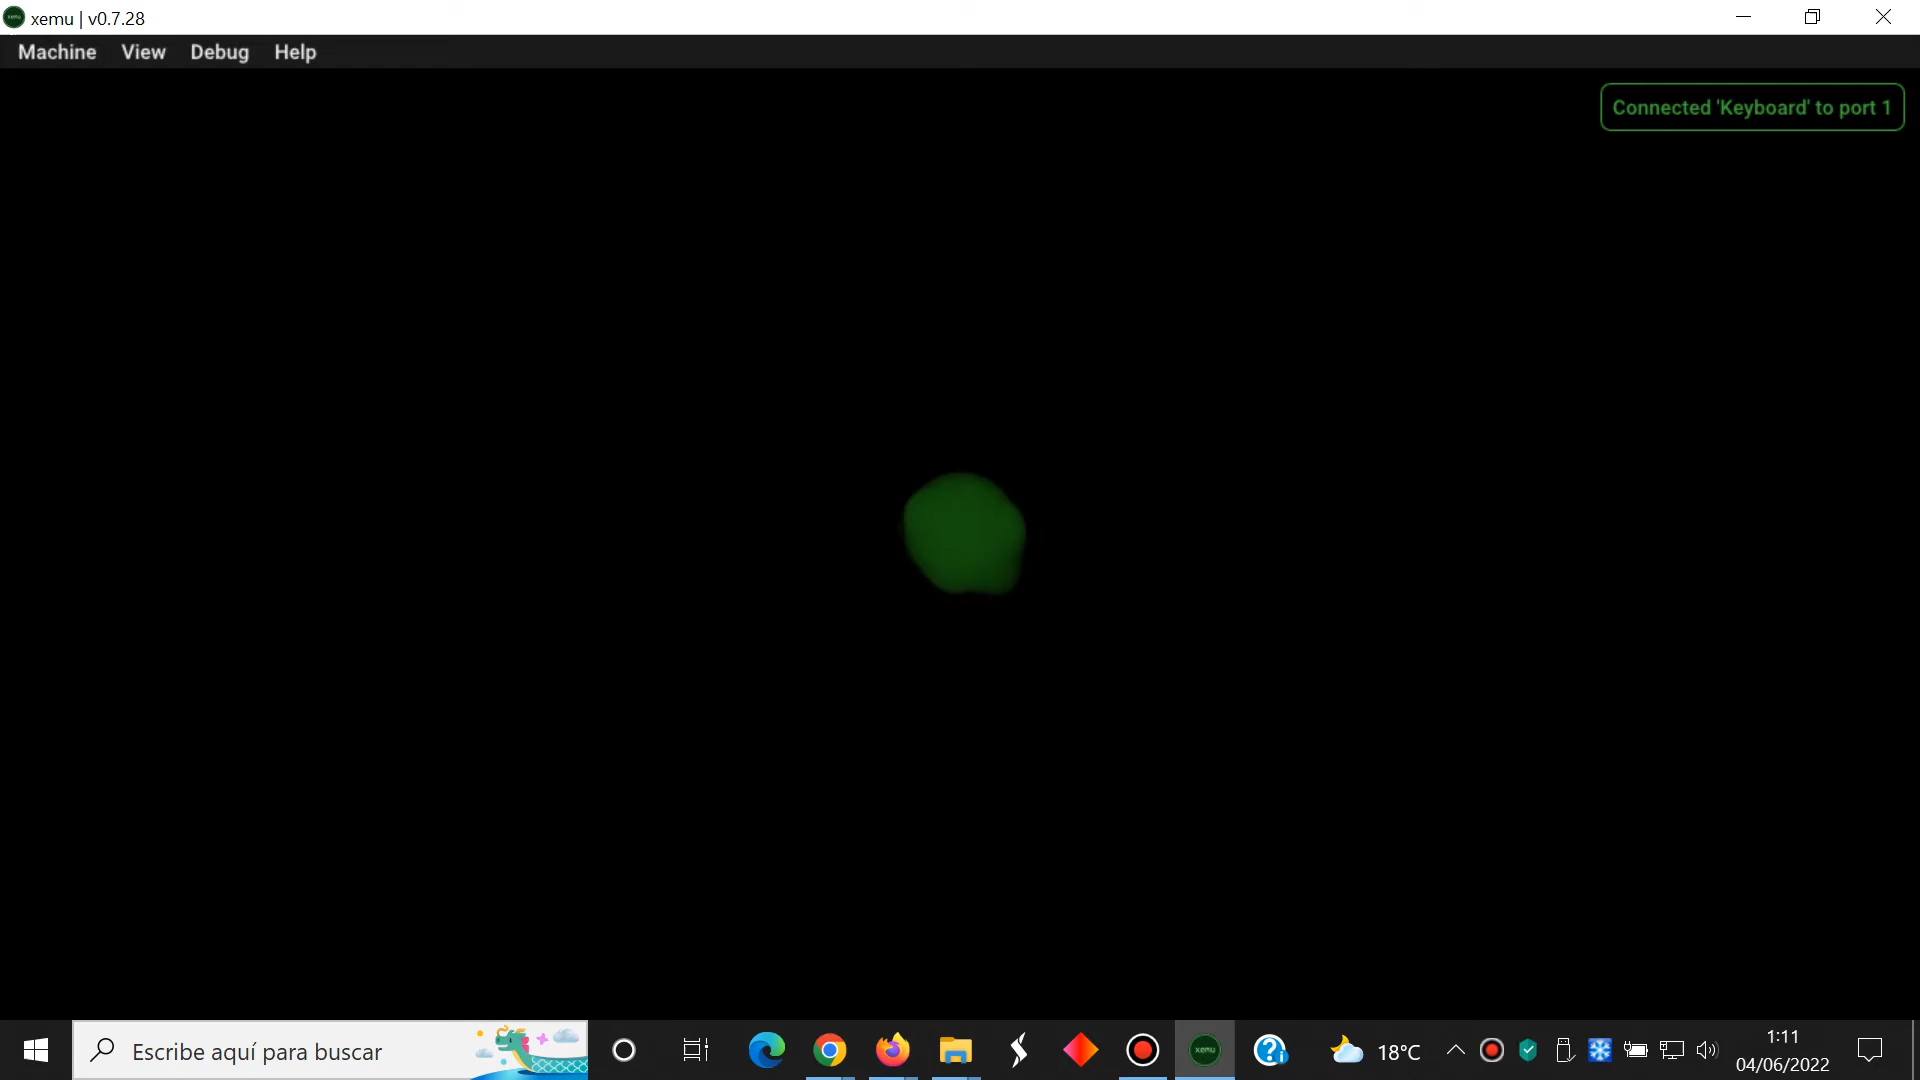 xemu | v0.7.28
Machine View Debug Help
Connected 'Keyboard' to port 1
Escribe aquí para buscar
xemu
18°C
1:11
04/06/2022